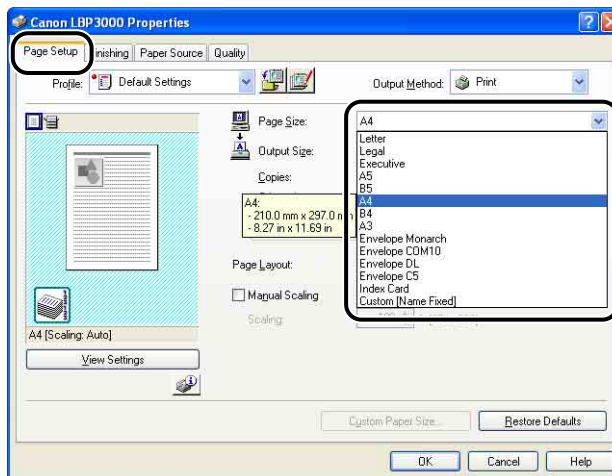 Canon LBP3000 Properties
Page Setup Finishing Paper Source Quality
Profile: Default Settings Output Method: Print
Page Size: A4
Output Size:
Copies:
Letter
Legal
Executive
A5
B5
A4
B4
A3
Envelope Monarch
Envelope COM10
Envelope DL
Envelope C5
Index Card
Custom [Name Fixed]
A4:
- 210.0 mm x 297.0 m
- 8.27 in x 11.69 in
Page Layout:
Manual Scaling
Scaling:
A4 [Scaling: Auto]
View Settings
Custom Paper Size... Restore Defaults
OK Cancel Help